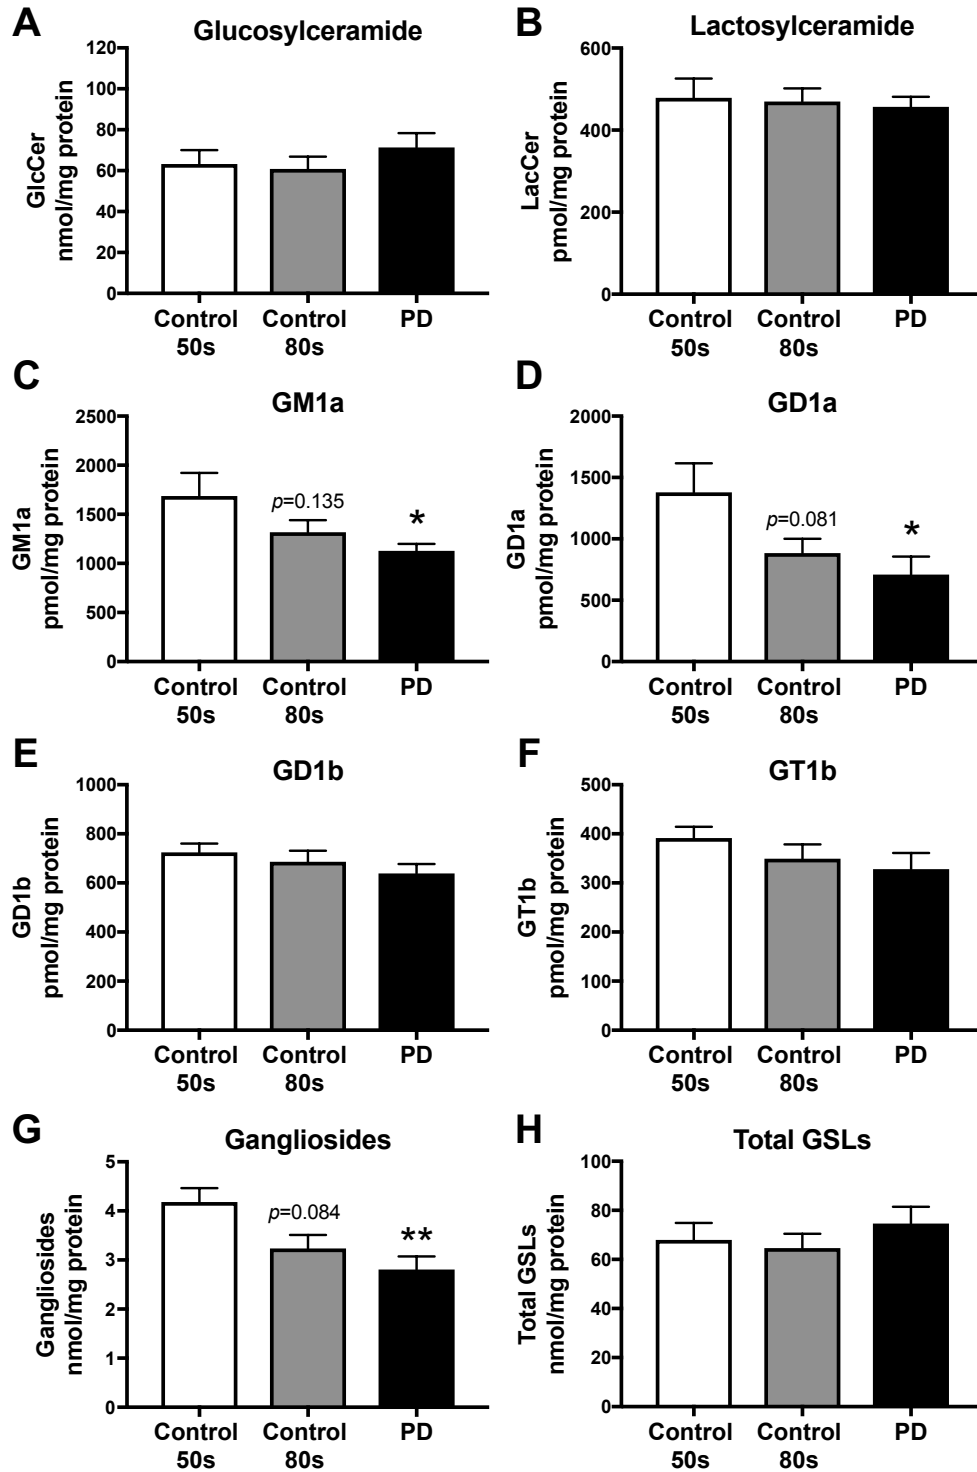 A
Glucosylceramide
GlcCer
nmol/mg protein
120
100
80
60
40
20
0
Control
50s
Control
80s
PD
B
Lactosylceramide
LacCer
pmol/mg protein
600
400
200
0
Control
50s
Control
80s
PD
C
GM1a
GM1a
pmol/mg protein
2500
2000
1500
1000
500
0
p=0.135
*
Control
50s
Control
80s
PD
D
GD1a
GD1a
pmol/mg protein
2000
1500
1000
500
0
p=0.081
*
Control
50s
Control
80s
PD
E
GD1b
GD1b
pmol/mg protein
1000
800
600
400
200
0
Control
50s
Control
80s
PD
F
GT1b
GT1b
pmol/mg protein
500
400
300
200
100
0
Control
50s
Control
80s
PD
G
Gangliosides
Gangliosides
nmol/mg protein
5
4
3
2
1
0
p=0.084
**
Control
50s
Control
80s
PD
H
Total GSLs
Total GSLs
nmol/mg protein
100
80
60
40
20
0
Control
50s
Control
80s
PD